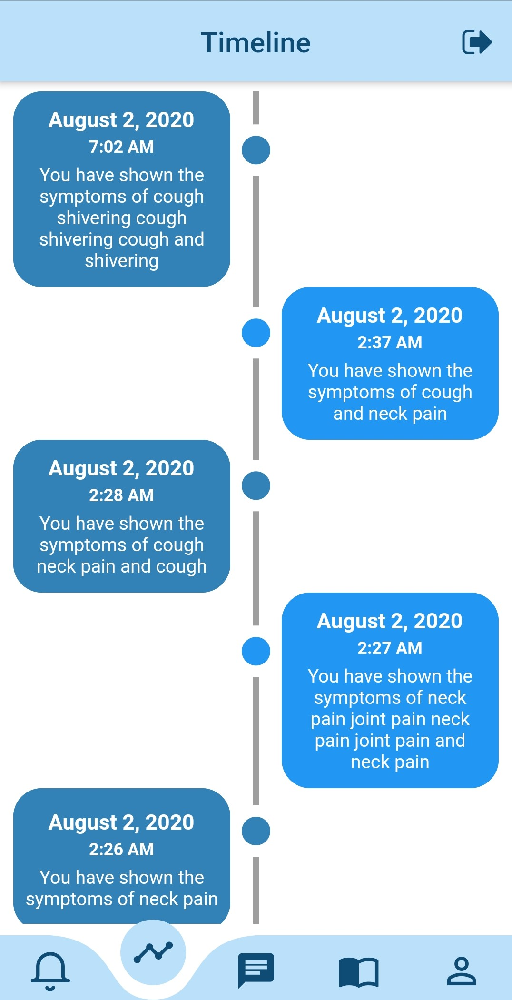 Timeline
August 2, 2020
7:02 AM
You have shown the
symptoms of cough
shivering cough
shivering cough and
shivering
August 2, 2020
2:37 AM
You have shown the
symptoms of cough
and neck pain
August 2, 2020
2:28 AM
You have shown the
symptoms of cough
neck pain and cough
August 2, 2020
2:27 AM
You have shown the
symptoms of neck
pain joint pain neck
pain joint pain and
neck pain
August 2, 2020
2:26 AM
You have shown the
symptoms of neck pain